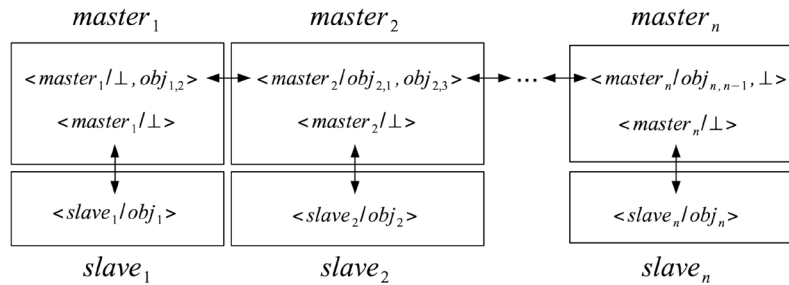 master₁ master₂ masterₙ
<master₁/⊥, obj₁,₂> <master₂/obj₂,₁, obj₂,₃> ... <masterₙ/objₙ,ₙ₋₁, ⊥>
<master₁/⊥> <master₂/⊥> <masterₙ/⊥>
<slave₁/obj₁> <slave₂/obj₂> <slaveₙ/objₙ>
slave₁ slave₂ slaveₙ